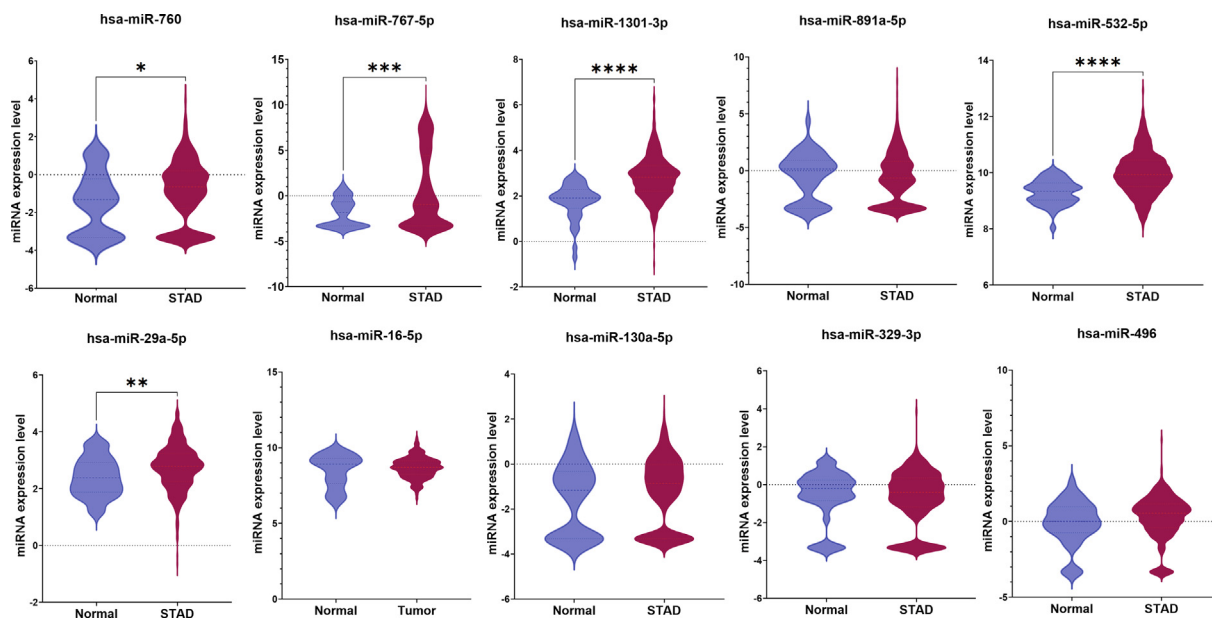 hsa-miR-760
*
miRNA expression level
6
4
2
0
-2
-4
-6
Normal STAD
hsa-miR-767-5p
***
miRNA expression level
15
10
5
0
-5
-10
Normal STAD
hsa-miR-1301-3p
****
miRNA expression level
8
6
4
2
0
-2
Normal STAD
hsa-miR-891a-5p
miRNA expression level
10
5
0
-5
-10
Normal STAD
hsa-miR-532-5p
****
miRNA expression level
14
12
10
8
6
Normal STAD
hsa-miR-29a-5p
**
miRNA expression level
6
4
2
0
-2
Normal STAD
hsa-miR-16-5p
miRNA expression level
15
10
5
0
Normal Tumor
hsa-miR-130a-5p
miRNA expression level
4
2
0
-2
-4
-6
Normal STAD
hsa-miR-329-3p
miRNA expression level
6
4
2
0
-2
-4
-6
Normal STAD
hsa-miR-496
miRNA expression level
10
5
0
-5
Normal STAD